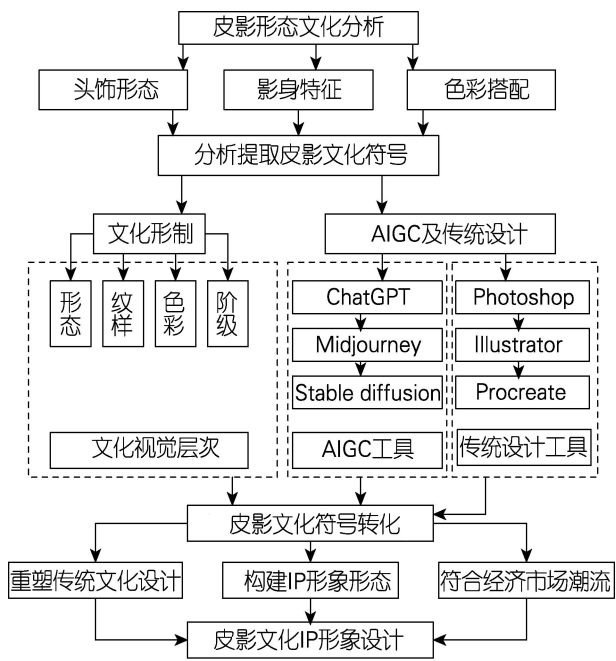 皮影形态文化分析
头饰形态
影身特征
色彩搭配
分析提取皮影文化符号
文化形制
AIGC及传统设计
形态
纹样
色彩
阶级
ChatGPT
Photoshop
Midjourney
Illustrator
Stable diffusion
Procreate
文化视觉层次
AIGC工具
传统设计工具
皮影文化符号转化
重塑传统文化设计
构建IP形象形态
符合经济市场潮流
皮影文化IP形象设计